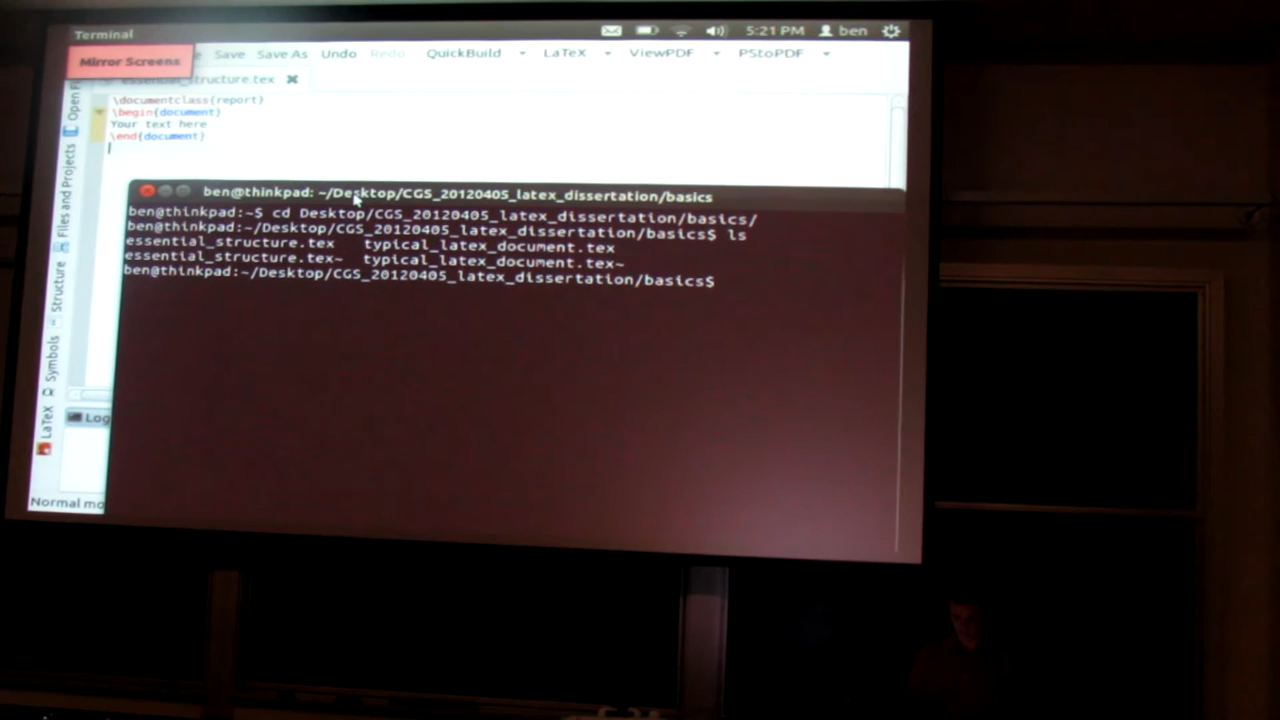 Terminal
5:21 PM ben
Mirror Screens
Save Save As Undo Redo QuickBuild LaTeX ViewPDF PStoPDF
essential_structure.tex
\documentclass{report}
\begin{document}
Your text here
\end{document}
Open Fi
Files and Projects
Structure
Symbols
LaTeX
ben@thinkpad: ~/Desktop/CGS_20120405_latex_dissertation/basics
ben@thinkpad:~$ cd Desktop/CGS_20120405_latex_dissertation/basics/
ben@thinkpad:~/Desktop/CGS_20120405_latex_dissertation/basics$ ls
essential_structure.tex typical_latex_document.tex
essential_structure.tex~ typical_latex_document.tex~
ben@thinkpad:~/Desktop/CGS_20120405_latex_dissertation/basics$
Log
Normal mo